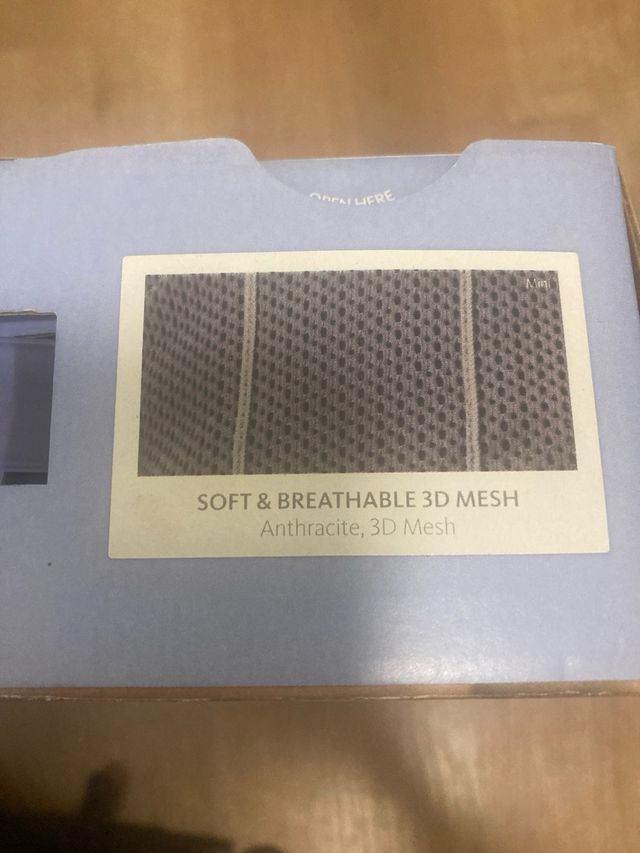 OPEN HERE
Mini
SOFT & BREATHABLE 3D MESH
Anthracite, 3D Mesh